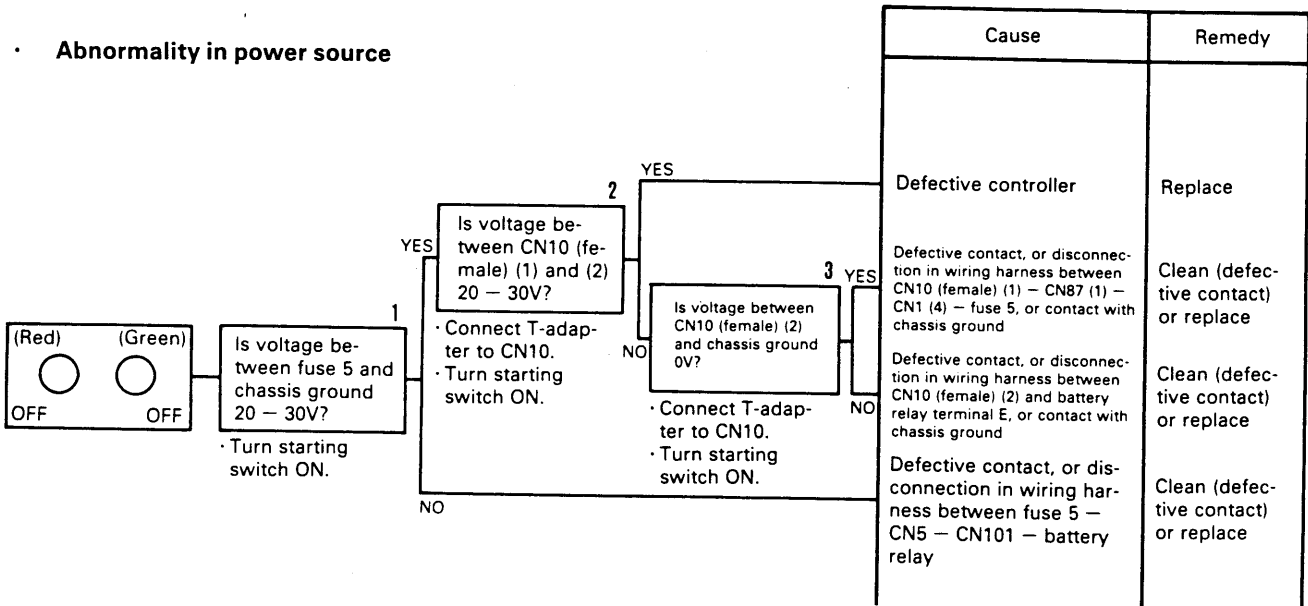 · Abnormality in power source
Cause
Remedy
(Red)
(Green)
OFF
OFF
1
Is voltage be-
tween fuse 5 and
chassis ground
20 – 30V?
· Turn starting
switch ON.
YES
NO
2
Is voltage be-
tween CN10 (fe-
male) (1) and (2)
20 – 30V?
· Connect T-adap-
ter to CN10.
· Turn starting
switch ON.
YES
NO
3
Is voltage between
CN10 (female) (2)
and chassis ground
0V?
· Connect T-adap-
ter to CN10.
· Turn starting
switch ON.
YES
NO
Defective controller
Replace
Defective contact, or disconnec-
tion in wiring harness between
CN10 (female) (1) – CN87 (1) –
CN1 (4) – fuse 5, or contact with
chassis ground
Clean (defec-
tive contact)
or replace
Defective contact, or disconnec-
tion in wiring harness between
CN10 (female) (2) and battery
relay terminal E, or contact with
chassis ground
Clean (defec-
tive contact)
or replace
Defective contact, or dis-
connection in wiring har-
ness between fuse 5 –
CN5 – CN101 – battery
relay
Clean (defec-
tive contact)
or replace